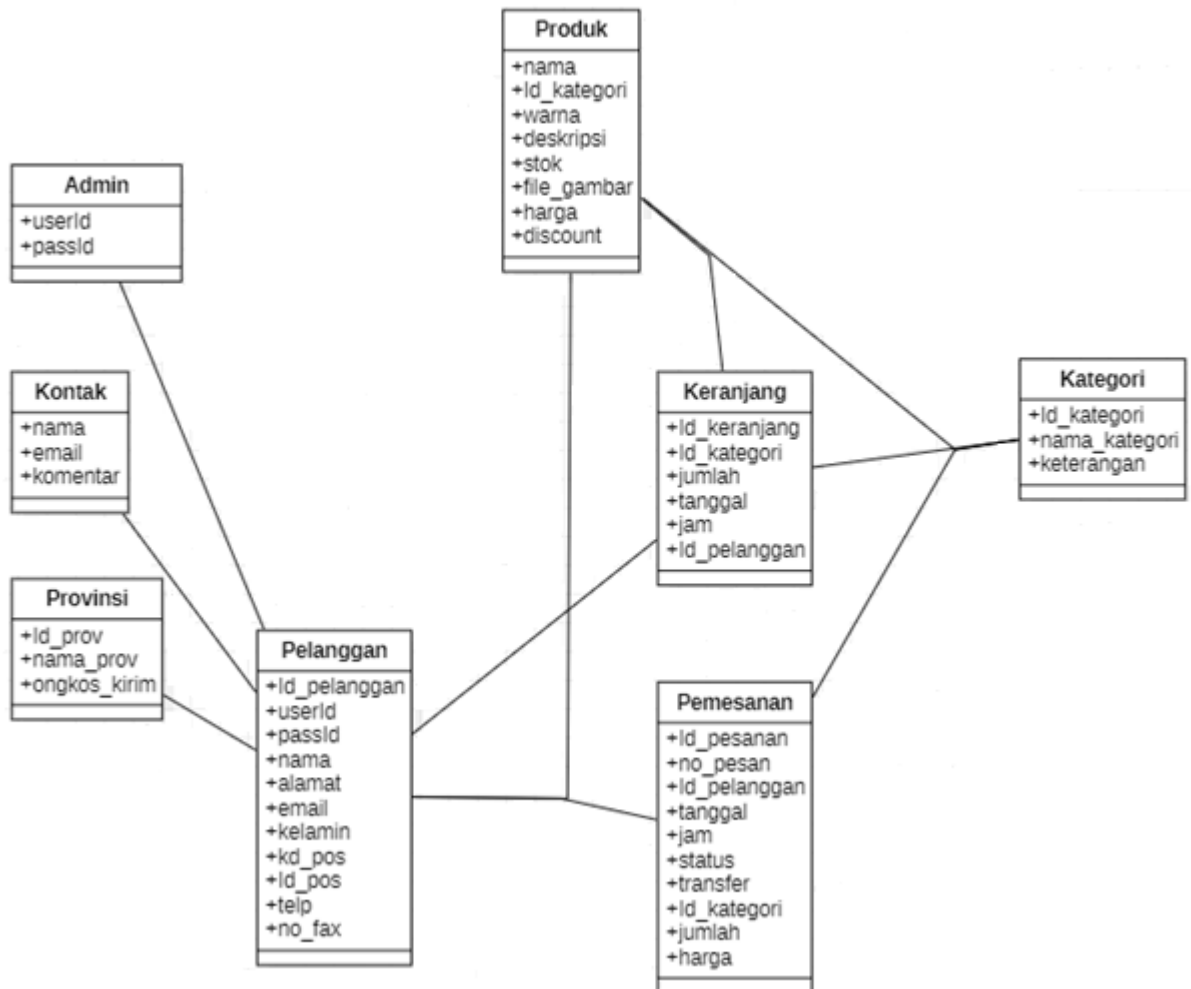 Produk
+nama
+Id_kategori
+warna
+deskripsi
+stok
+file_gambar
+harga
+discount
Admin
+userId
+passId
Kontak
+nama
+email
+komentar
Provinsi
+Id_prov
+nama_prov
+ongkos_kirim
Pelanggan
+Id_pelanggan
+userId
+passId
+nama
+alamat
+email
+kelamin
+kd_pos
+Id_pos
+telp
+no_fax
Keranjang
+Id_keranjang
+Id_kategori
+jumlah
+tanggal
+jam
+Id_pelanggan
Kategori
+Id_kategori
+nama_kategori
+keterangan
Pemesanan
+Id_pesanan
+no_pesan
+Id_pelanggan
+tanggal
+jam
+status
+transfer
+Id_kategori
+jumlah
+harga